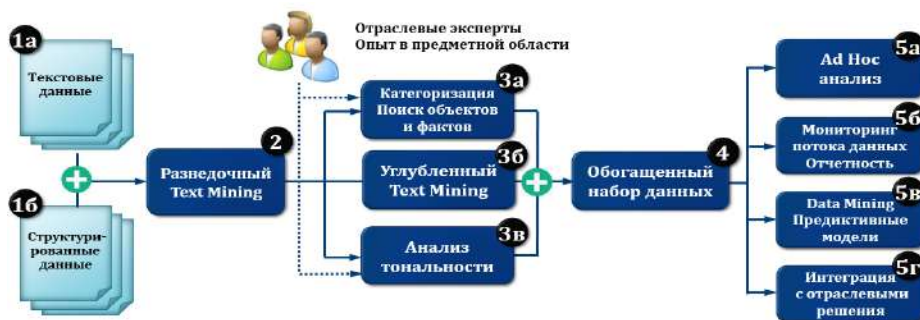 1а
Текстовые
данные
1б
Структури-
рованные
данные
2
Разведочный
Text Mining
Отраслевые эксперты
Опыт в предметной области
3а
Категоризация
Поиск объектов
и фактов
3б
Углубленный
Text Mining
3в
Анализ
тональности
4
Обогащенный
набор данных
5а
Ad Hoc
анализ
5б
Мониторинг
потока данных
Отчетность
5в
Data Mining
Предиктивные
модели
5г
Интеграция
с отраслевыми
решения